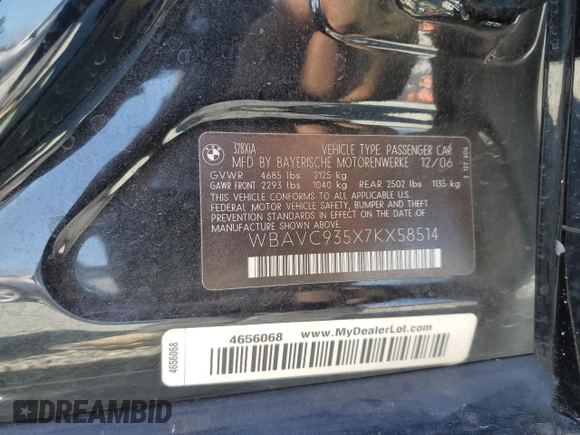 BMW
328XiA
VEHICLE TYPE: PASSENGER CAR
MFD BY BAYERISCHE MOTORENWERKE 12/06
GVWR 4685 lbs 2125 kg
GAWR FRONT 2293 lbs 1040 kg REAR 2502 lbs 1135 kg
THIS VEHICLE CONFORMS TO ALL APPLICABLE
U.S. FEDERAL MOTOR VEHICLE SAFETY, BUMPER AND THEFT
PREVENTION STANDARDS IN EFFECT ON THE DATE OF
MANUFACTURE SHOWN ABOVE.
WBAVC935X7KX58514
4656068
4656068 www.MyDealerLot.com
DREAMBID